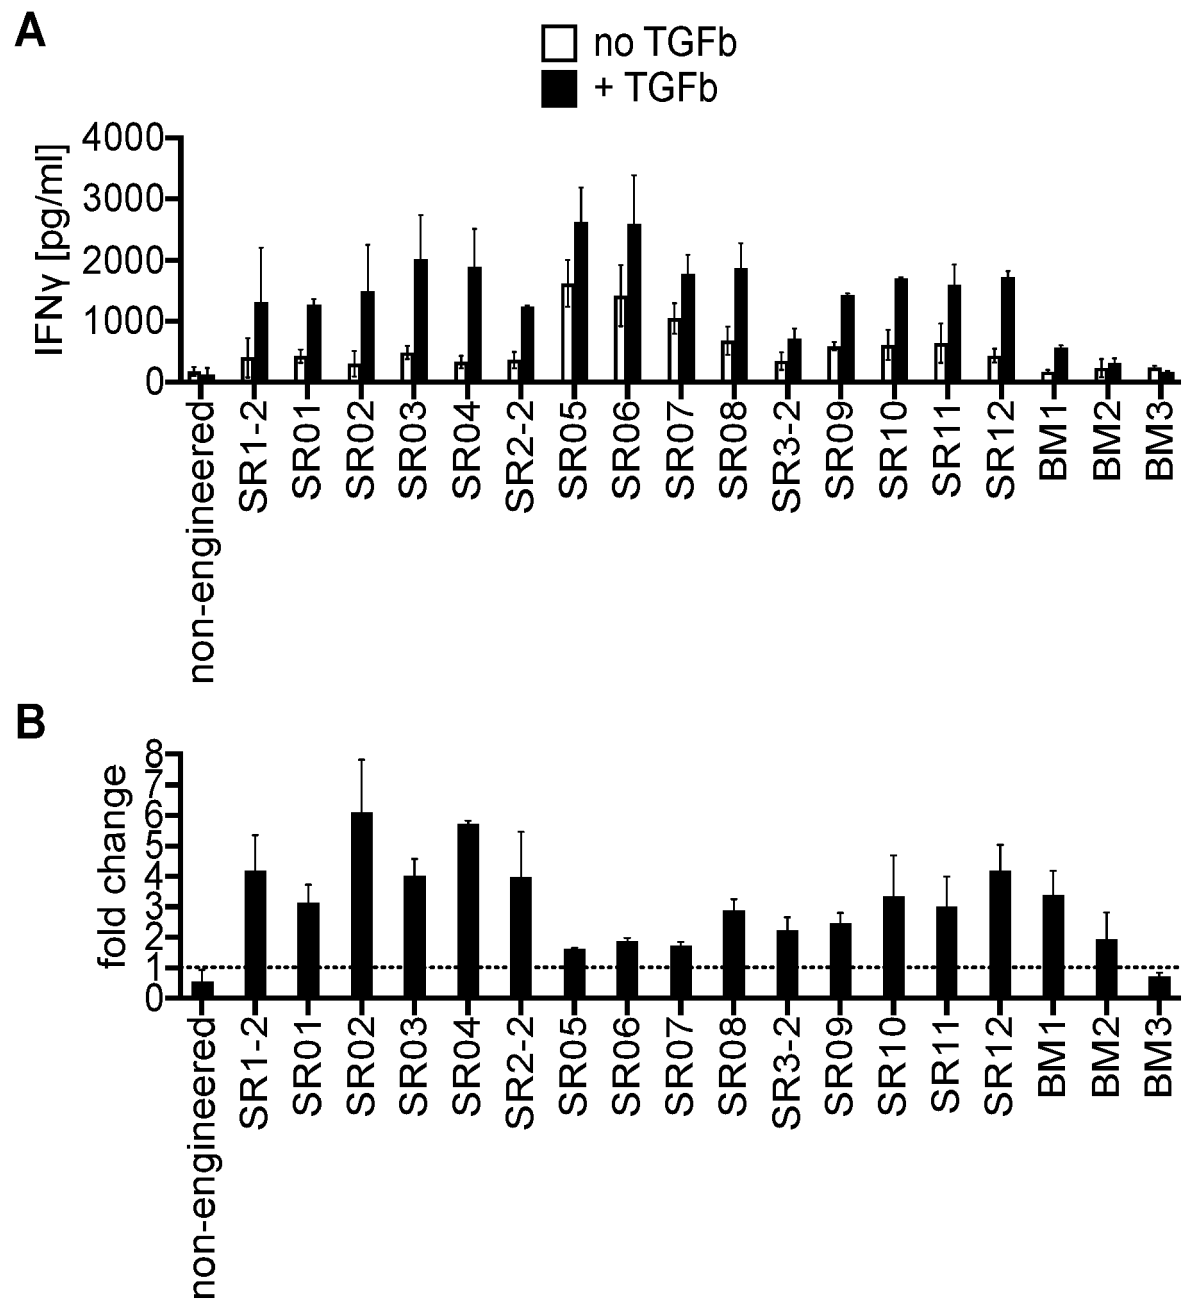 A
no TGFb
+ TGFb
IFNγ [pg/ml]
4000
3000
2000
1000
0
non-engineered
SR1-2
SR01
SR02
SR03
SR04
SR2-2
SR05
SR06
SR07
SR08
SR3-2
SR09
SR10
SR11
SR12
BM1
BM2
BM3
B
fold change
8
7
6
5
4
3
2
1
0
non-engineered
SR1-2
SR01
SR02
SR03
SR04
SR2-2
SR05
SR06
SR07
SR08
SR3-2
SR09
SR10
SR11
SR12
BM1
BM2
BM3